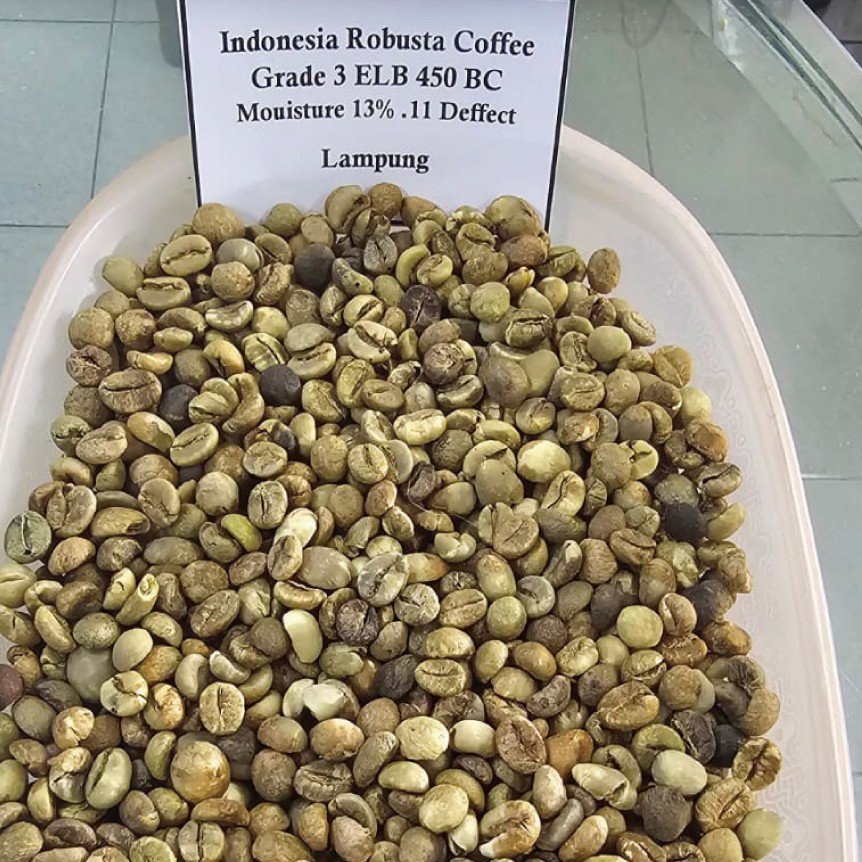 Indonesia Robusta Coffee
Grade 3 ELB 450 BC
Mouisture 13% .11 Deffect
Lampung